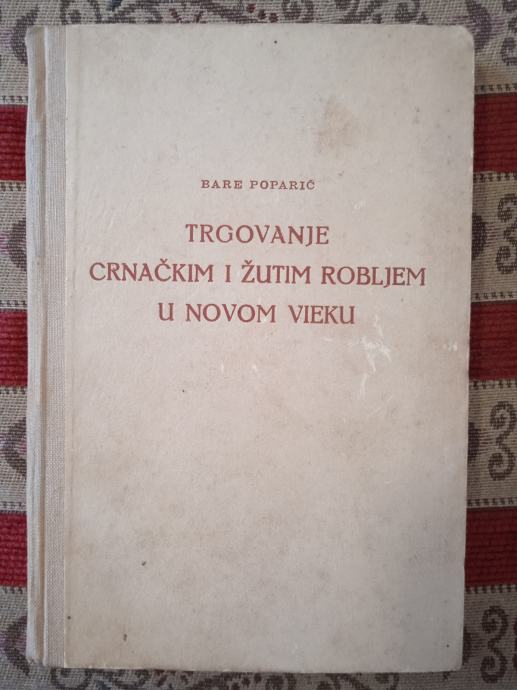 BARE POPARIĆ
TRGOVANJE
CRNAČKIM I ŽUTIM ROBLJEM
U NOVOM VIEKU